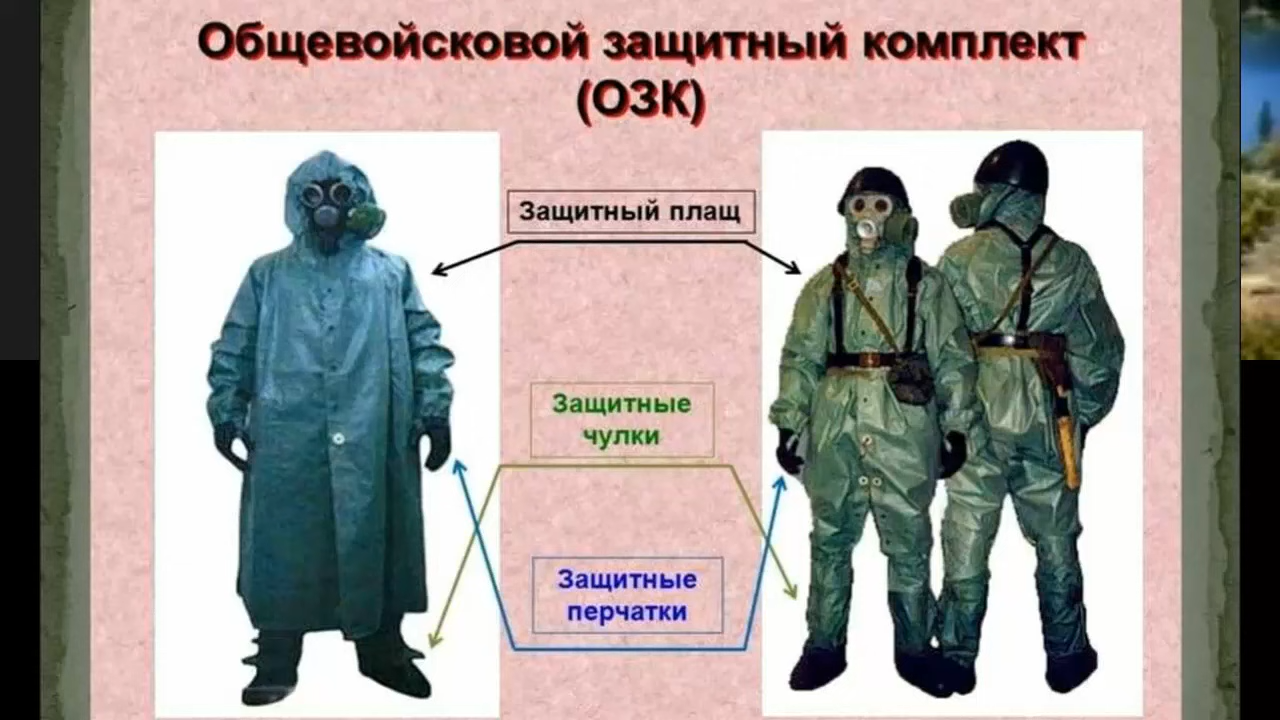 Общевойсковой защитный комплект
(ОЗК)
Защитный плащ
Защитные
чулки
Защитные
перчатки